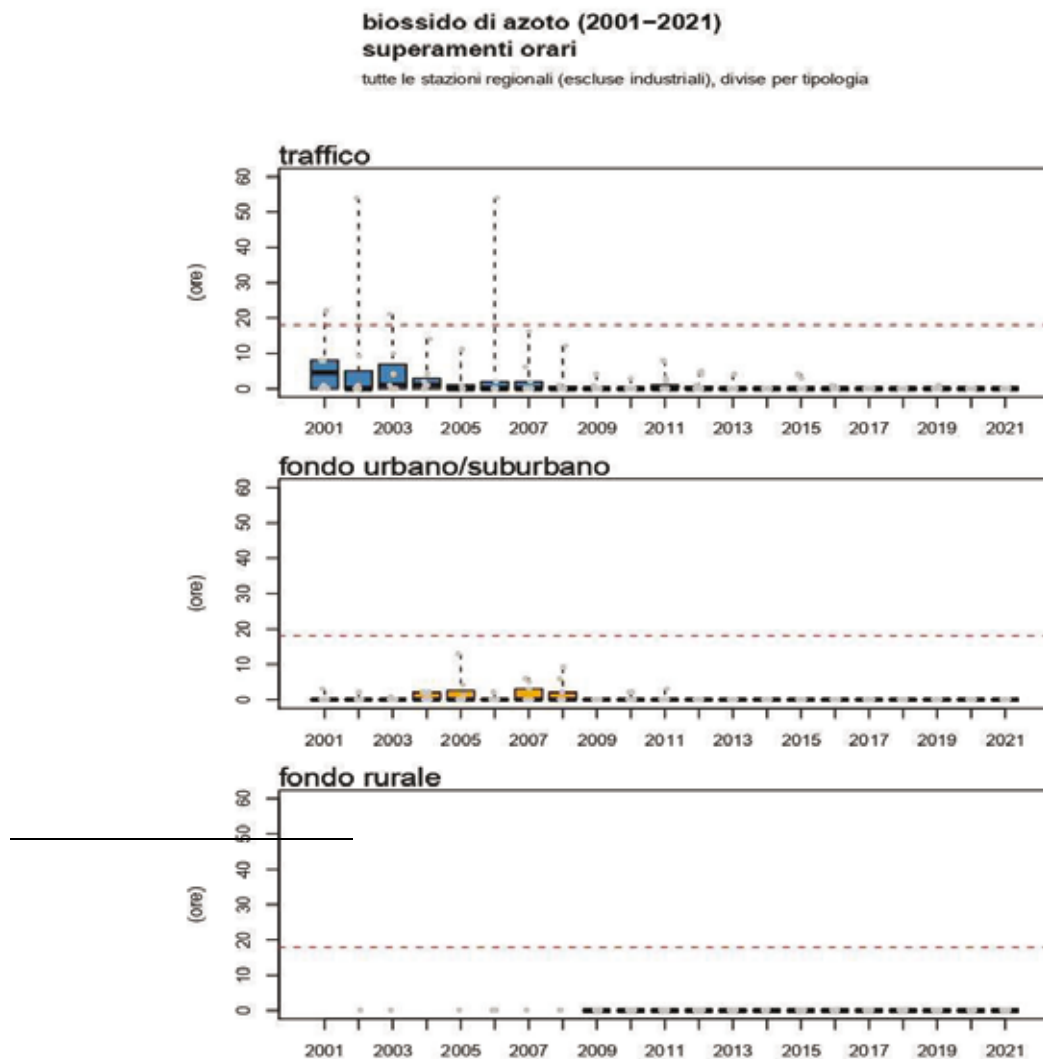 biossido di azoto (2001−2021)
superamenti orari
tutte le stazioni regionali (escluse industriali), divise per tipologia
traffico
60
50
40
30
20
10
0
(ore)
2001 2003 2005 2007 2009 2011 2013 2015 2017 2019 2021
fondo urbano/suburbano
60
50
40
30
20
10
0
(ore)
2001 2003 2005 2007 2009 2011 2013 2015 2017 2019 2021
fondo rurale
60
50
40
30
20
10
0
(ore)
2001 2003 2005 2007 2009 2011 2013 2015 2017 2019 2021